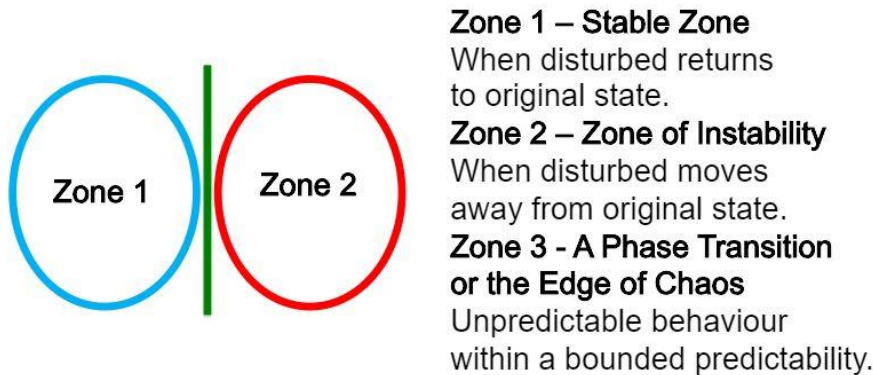 Zone 1
Zone 2
Zone 1 – Stable Zone
When disturbed returns
to original state.
Zone 2 – Zone of Instability
When disturbed moves
away from original state.
Zone 3 - A Phase Transition
or the Edge of Chaos
Unpredictable behaviour
within a bounded predictability.